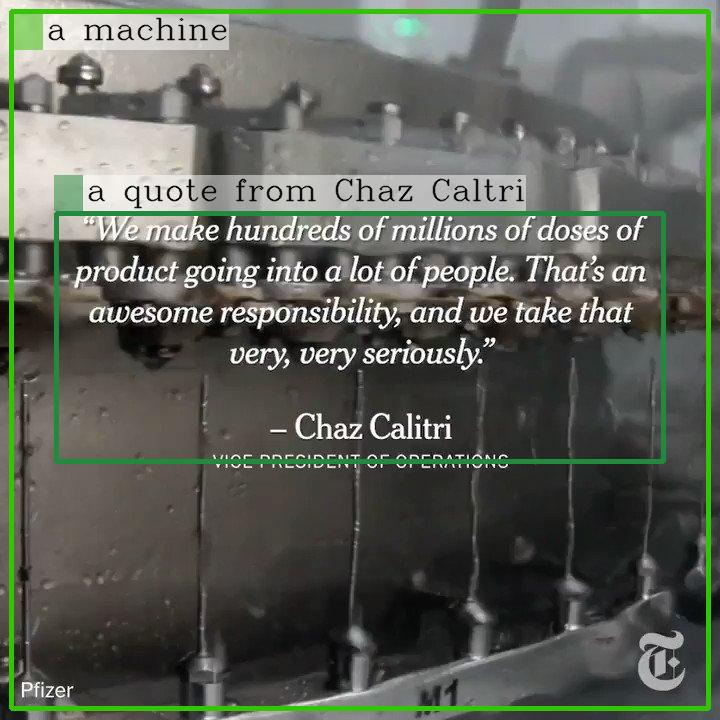 a machine
a quote from Chaz Caltri
“We make hundreds of millions of doses of
product going into a lot of people. That’s an
awesome responsibility, and we take that
very, very seriously.”
– Chaz Calitri
VICE PRESIDENT OF OPERATIONS
M1
Pfizer
T